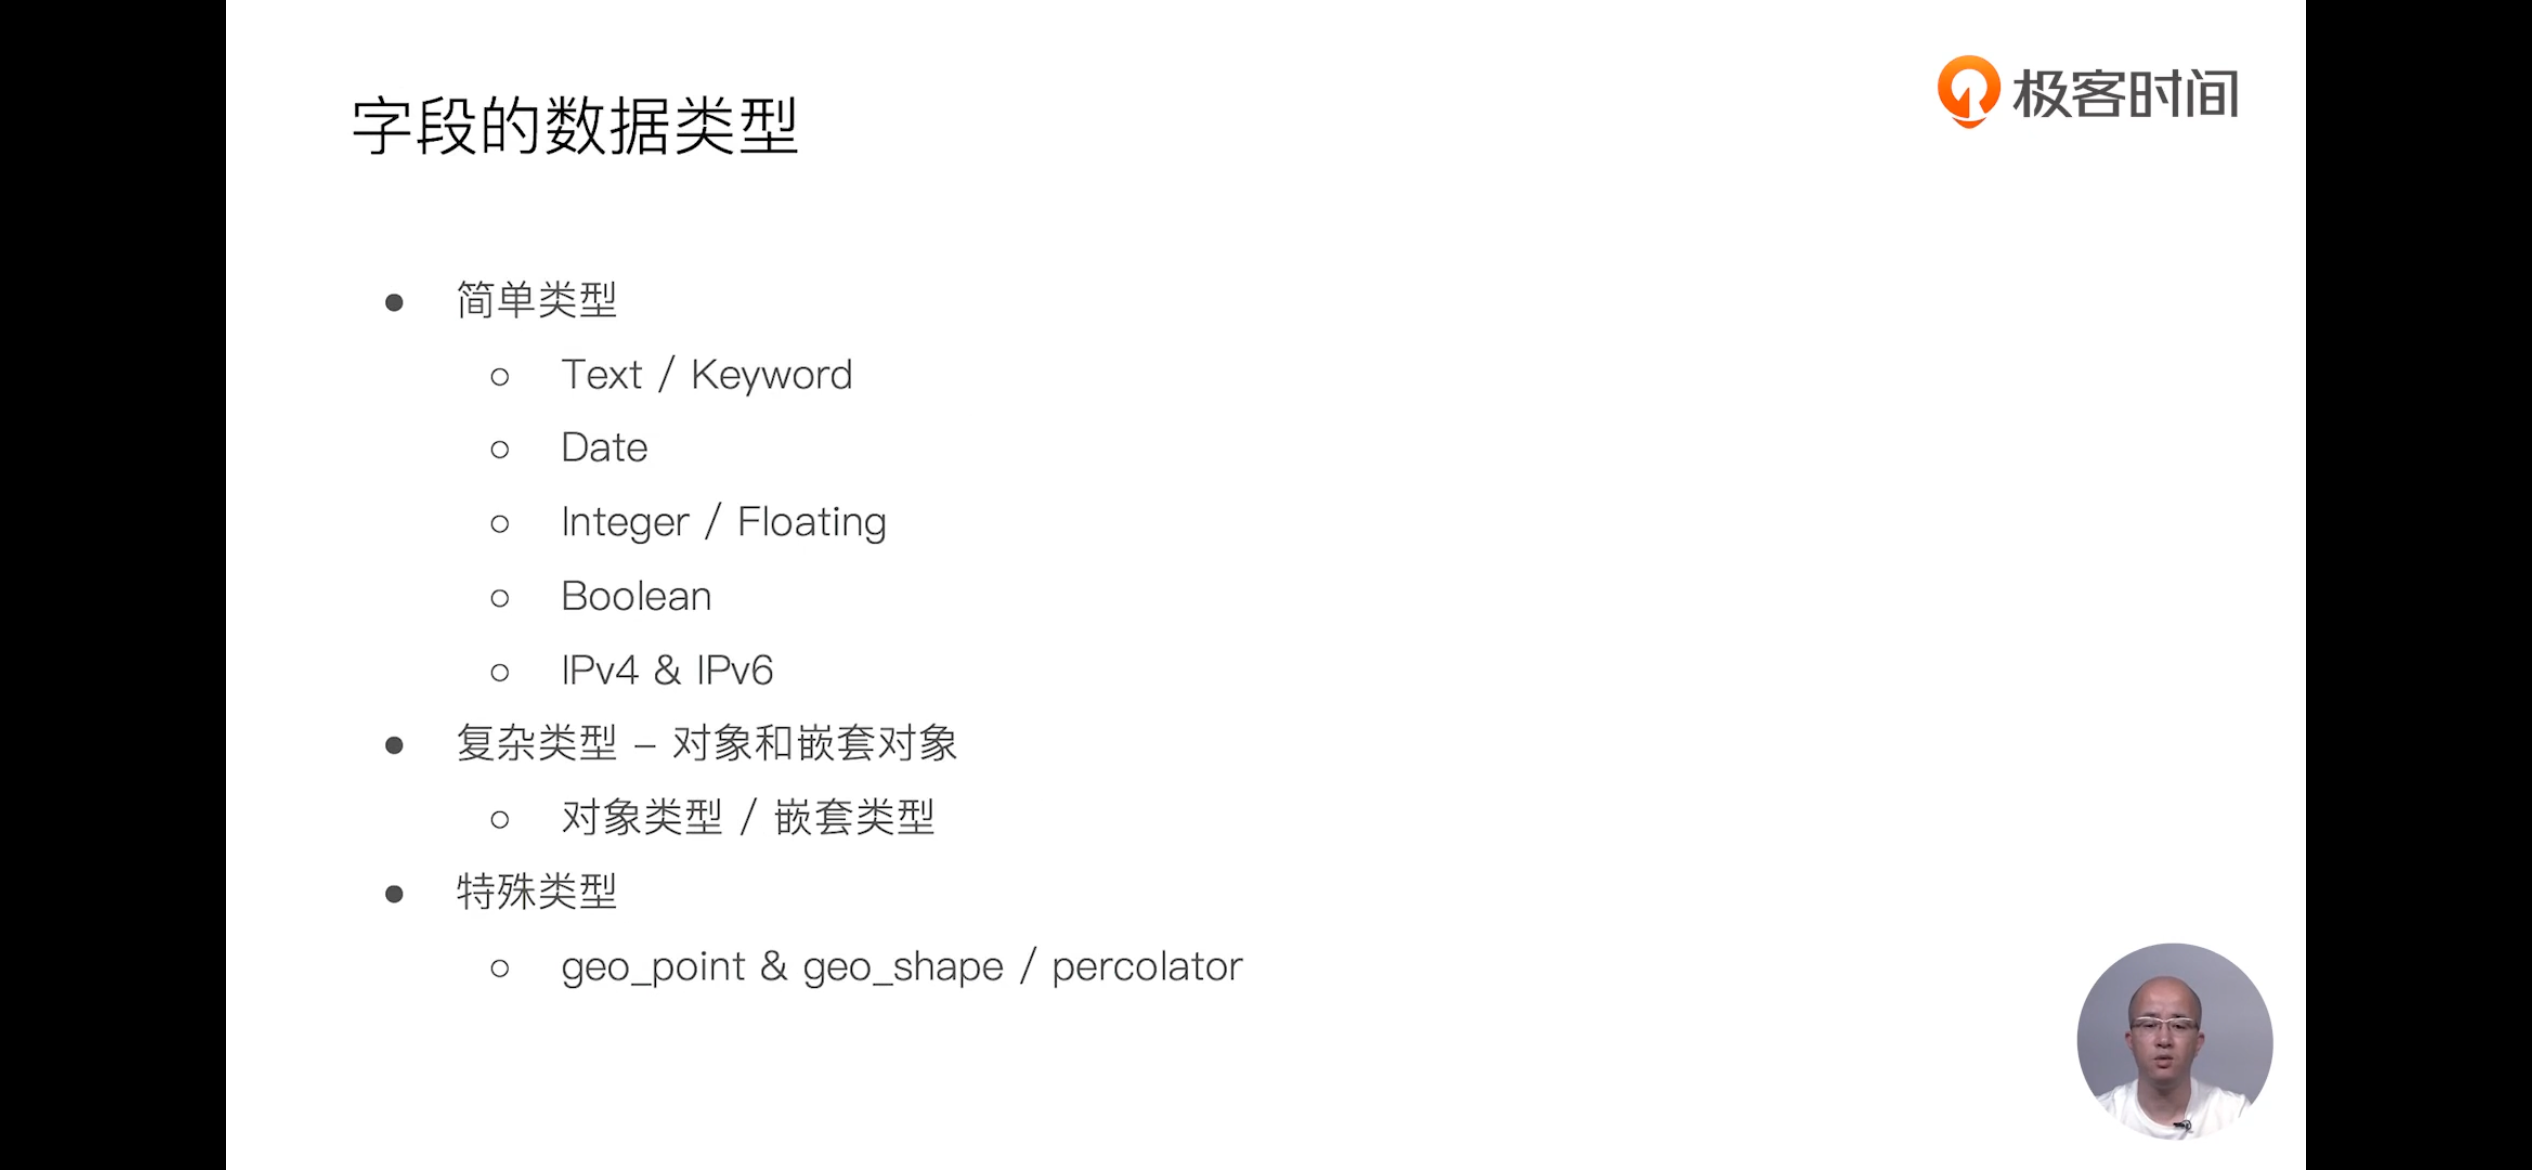 字段的数据类型
极客时间
● 简单类型
○ Text / Keyword
○ Date
○ Integer / Floating
○ Boolean
○ IPv4 & IPv6
● 复杂类型 – 对象和嵌套对象
○ 对象类型 / 嵌套类型
● 特殊类型
○ geo_point & geo_shape / percolator